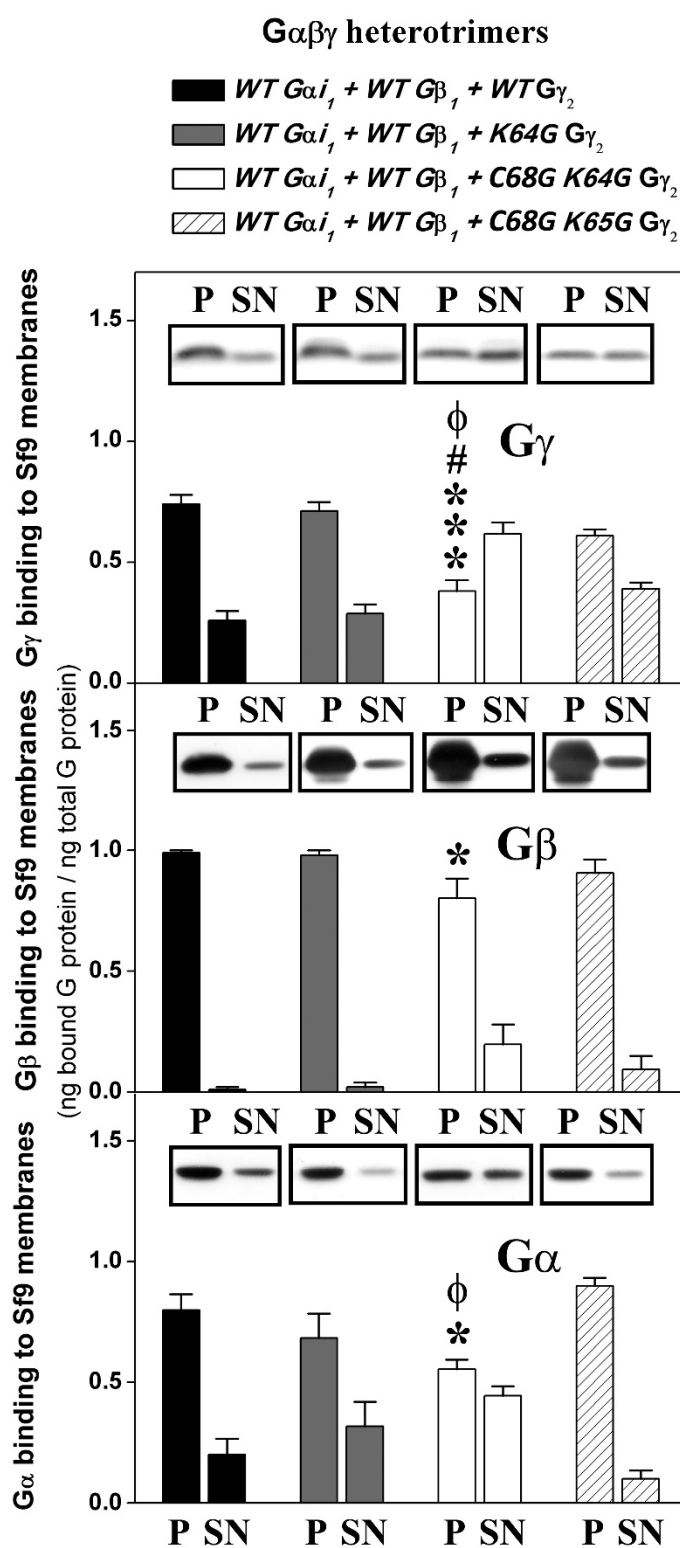 Gαβγ heterotrimers
WT Gαi₁ + WT Gβ₁ + WT Gγ₂
WT Gαi₁ + WT Gβ₁ + K64G Gγ₂
WT Gαi₁ + WT Gβ₁ + C68G K64G Gγ₂
WT Gαi₁ + WT Gβ₁ + C68G K65G Gγ₂
Gγ binding to Sf9 membranes
1.5
1.0
0.5
0.0
P SN P SN P SN P SN
ϕ
#
*
*
*
Gγ
Gβ binding to Sf9 membranes
(ng bound G protein / ng total G protein)
1.5
1.0
0.5
0.0
P SN P SN P SN P SN
*
Gβ
Gα binding to Sf9 membranes
1.5
1.0
0.5
0.0
P SN P SN P SN P SN
ϕ
*
Gα
P SN P SN P SN P SN